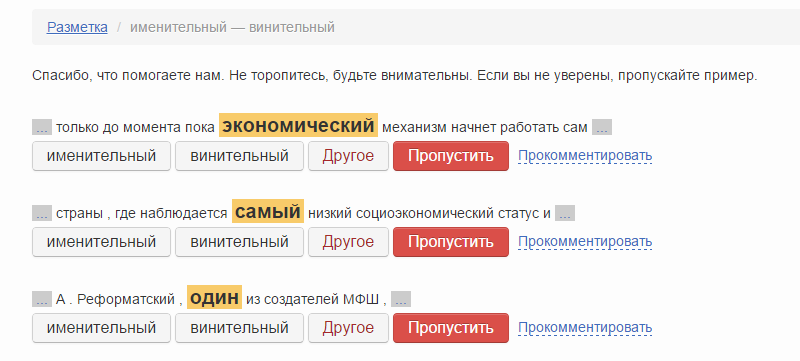 Разметка / именительный — винительный
Спасибо, что помогаете нам. Не торопитесь, будьте внимательны. Если вы не уверены, пропускайте пример.
... только до момента пока экономический механизм начнет работать сам ...
именительный винительный Другое Пропустить Прокомментировать
... страны , где наблюдается самый низкий социоэкономический статус и ...
именительный винительный Другое Пропустить Прокомментировать
... А . Реформатский , один из создателей МФШ , ...
именительный винительный Другое Пропустить Прокомментировать